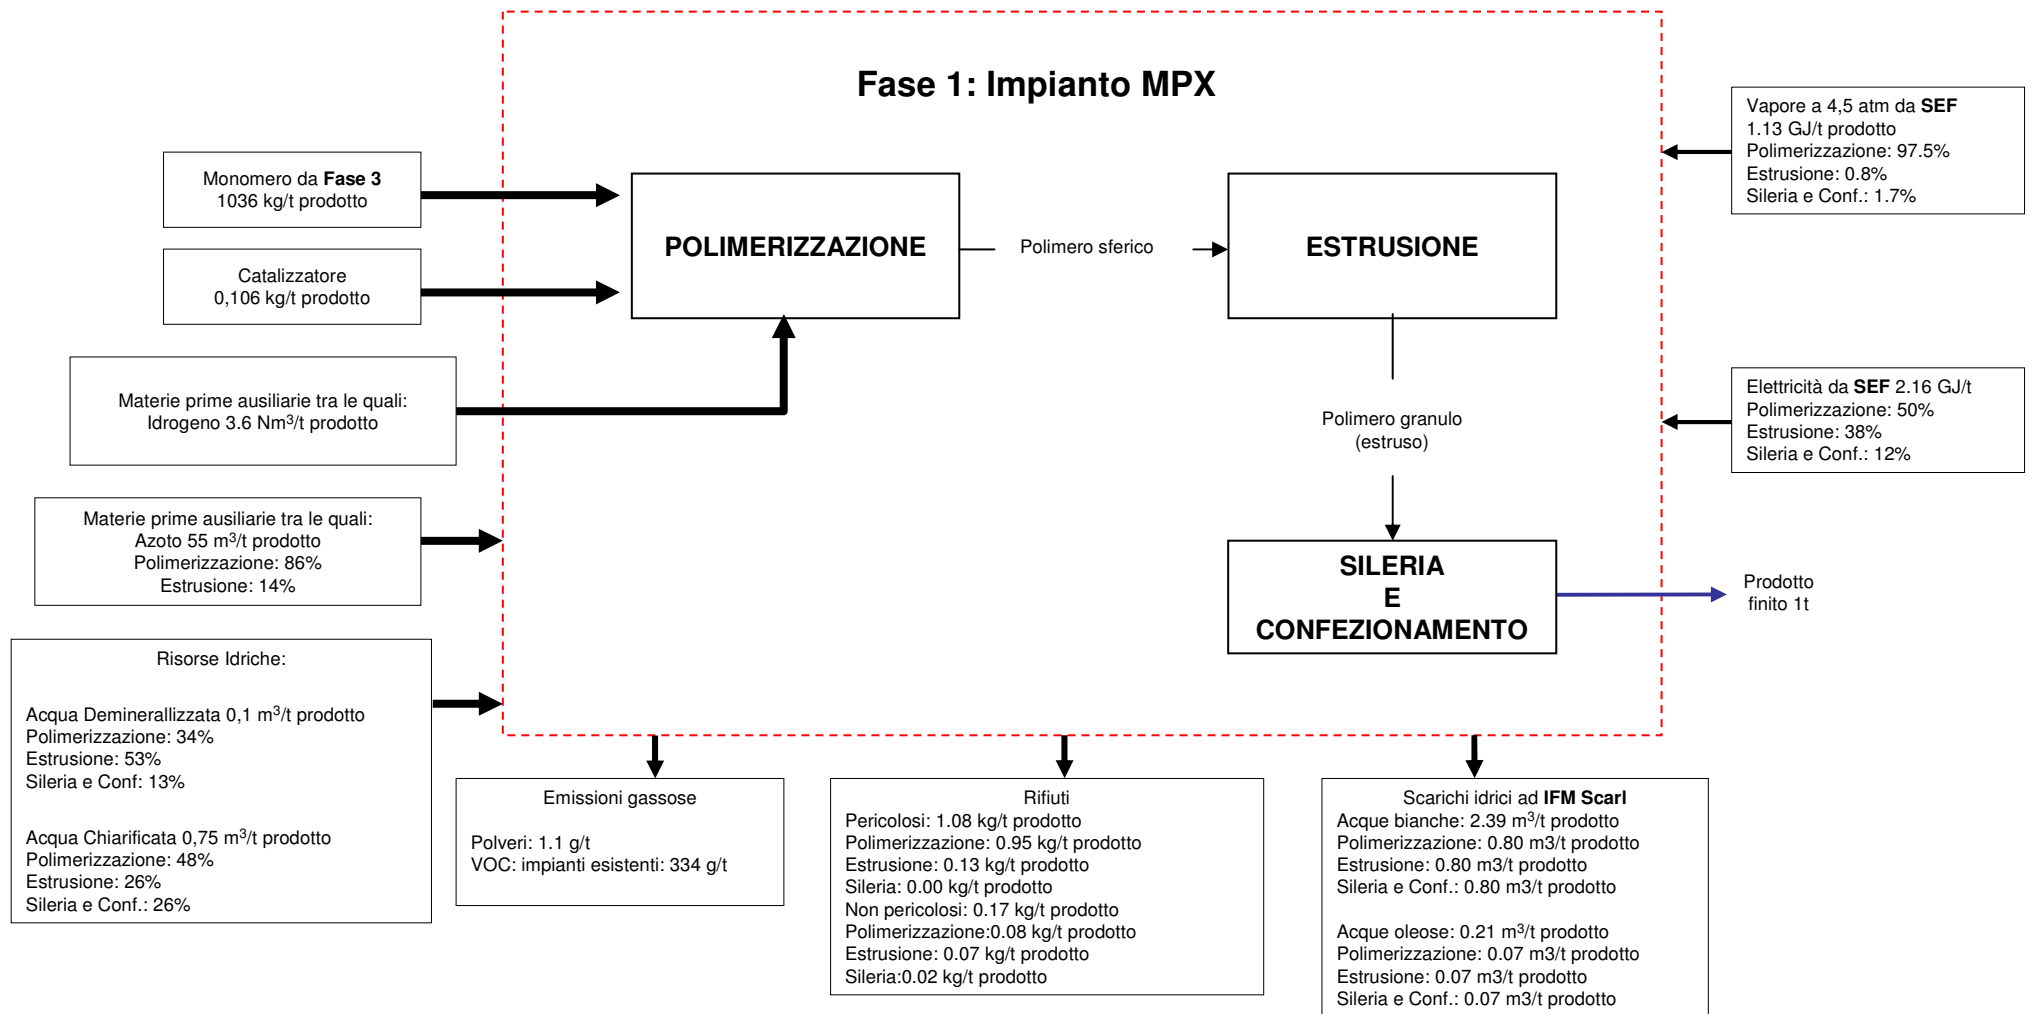 Fase 1: Impianto MPX
Monomero da Fase 3
1036 kg/t prodotto
Catalizzatore
0,106 kg/t prodotto
Materie prime ausiliarie tra le quali:
Idrogeno 3.6 Nm³/t prodotto
Materie prime ausiliarie tra le quali:
Azoto 55 m³/t prodotto
Polimerizzazione: 86%
Estrusione: 14%
Risorse Idriche:
Acqua Deminerallizzata 0,1 m³/t prodotto
Polimerizzazione: 34%
Estrusione: 53%
Sileria e Conf: 13%
Acqua Chiarificata 0,75 m³/t prodotto
Polimerizzazione: 48%
Estrusione: 26%
Sileria e Conf.: 26%
POLIMERIZZAZIONE
Polimero sferico
ESTRUSIONE
Polimero granulo
(estruso)
SILERIA
E
CONFEZIONAMENTO
Prodotto
finito 1t
Vapore a 4,5 atm da SEF
1.13 GJ/t prodotto
Polimerizzazione: 97.5%
Estrusione: 0.8%
Sileria e Conf.: 1.7%
Elettricità da SEF 2.16 GJ/t
Polimerizzazione: 50%
Estrusione: 38%
Sileria e Conf.: 12%
Emissioni gassose
Polveri: 1.1 g/t
VOC: impianti esistenti: 334 g/t
Rifiuti
Pericolosi: 1.08 kg/t prodotto
Polimerizzazione: 0.95 kg/t prodotto
Estrusione: 0.13 kg/t prodotto
Sileria: 0.00 kg/t prodotto
Non pericolosi: 0.17 kg/t prodotto
Polimerizzazione:0.08 kg/t prodotto
Estrusione: 0.07 kg/t prodotto
Sileria:0.02 kg/t prodotto
Scarichi idrici ad IFM Scarl
Acque bianche: 2.39 m³/t prodotto
Polimerizzazione: 0.80 m3/t prodotto
Estrusione: 0.80 m3/t prodotto
Sileria e Conf.: 0.80 m3/t prodotto
Acque oleose: 0.21 m³/t prodotto
Polimerizzazione: 0.07 m3/t prodotto
Estrusione: 0.07 m3/t prodotto
Sileria e Conf.: 0.07 m3/t prodotto